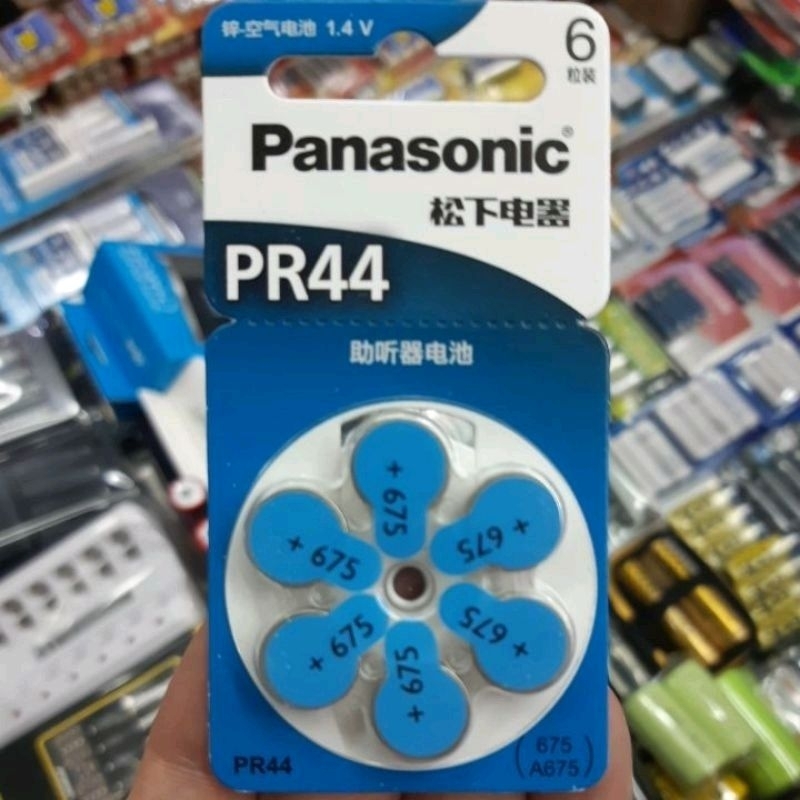 锌-空气电池 1.4 V
6
粒装
Panasonic®
松下电器
PR44
助听器电池
+ 675
+ 675
+ 675
+ 675
+ 675
+ 675
PR44
(675
A675)